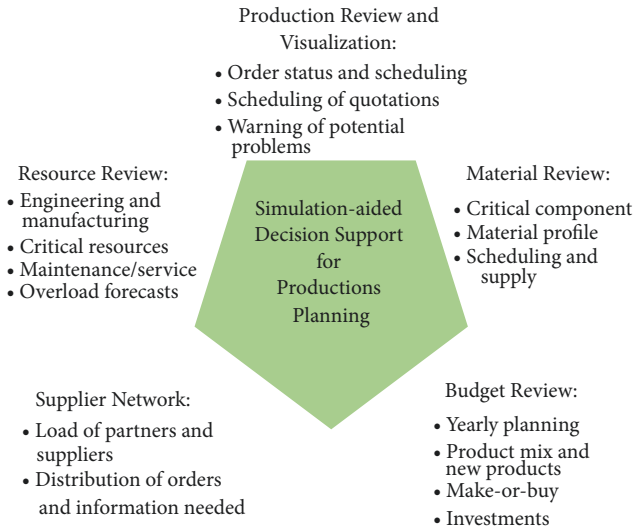 Production Review and
Visualization:
• Order status and scheduling
• Scheduling of quotations
• Warning of potential
problems
Resource Review:
• Engineering and
manufacturing
• Critical resources
• Maintenance/service
• Overload forecasts
Simulation-aided
Decision Support
for
Productions
Planning
Material Review:
• Critical component
• Material profile
• Scheduling and
supply
Supplier Network:
• Load of partners and
suppliers
• Distribution of orders
and information needed
Budget Review:
• Yearly planning
• Product mix and
new products
• Make-or-buy
• Investments